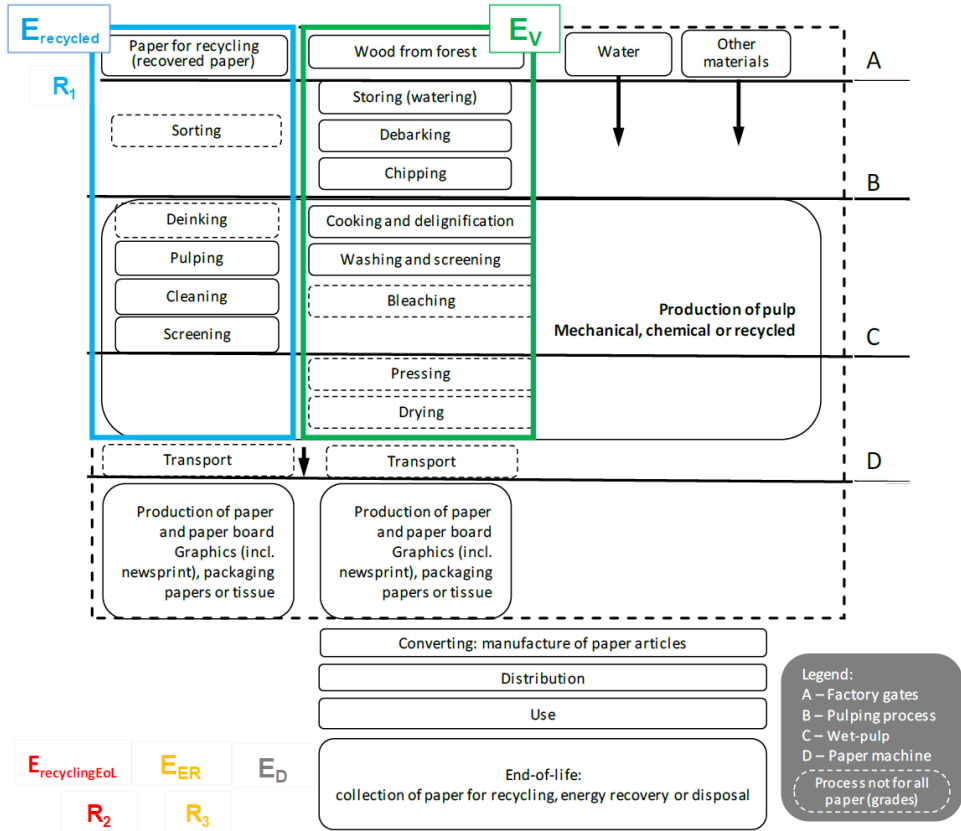 E recycled
E V
Paper for recycling
(recovered paper)
Wood from forest
Water
Other
materials
A
R1
Storing (watering)
Sorting
Debarking
Chipping
B
Deinking
Cooking and delignification
Pulping
Washing and screening
Cleaning
Bleaching
Production of pulp
Mechanical, chemical or recycled
Screening
C
Pressing
Drying
Transport
Transport
D
Production of paper
and paper board
Graphics (incl.
newsprint), packaging
papers or tissue
Production of paper
and paper board
Graphics (incl.
newsprint), packaging
papers or tissue
Converting: manufacture of paper articles
Distribution
Use
Legend:
A – Factory gates
B – Pulping process
C – Wet-pulp
D – Paper machine
Process not for all
paper (grades)
E recyclingEoL
E ER
E D
End-of-life:
collection of paper for recycling, energy recovery or disposal
R2
R3